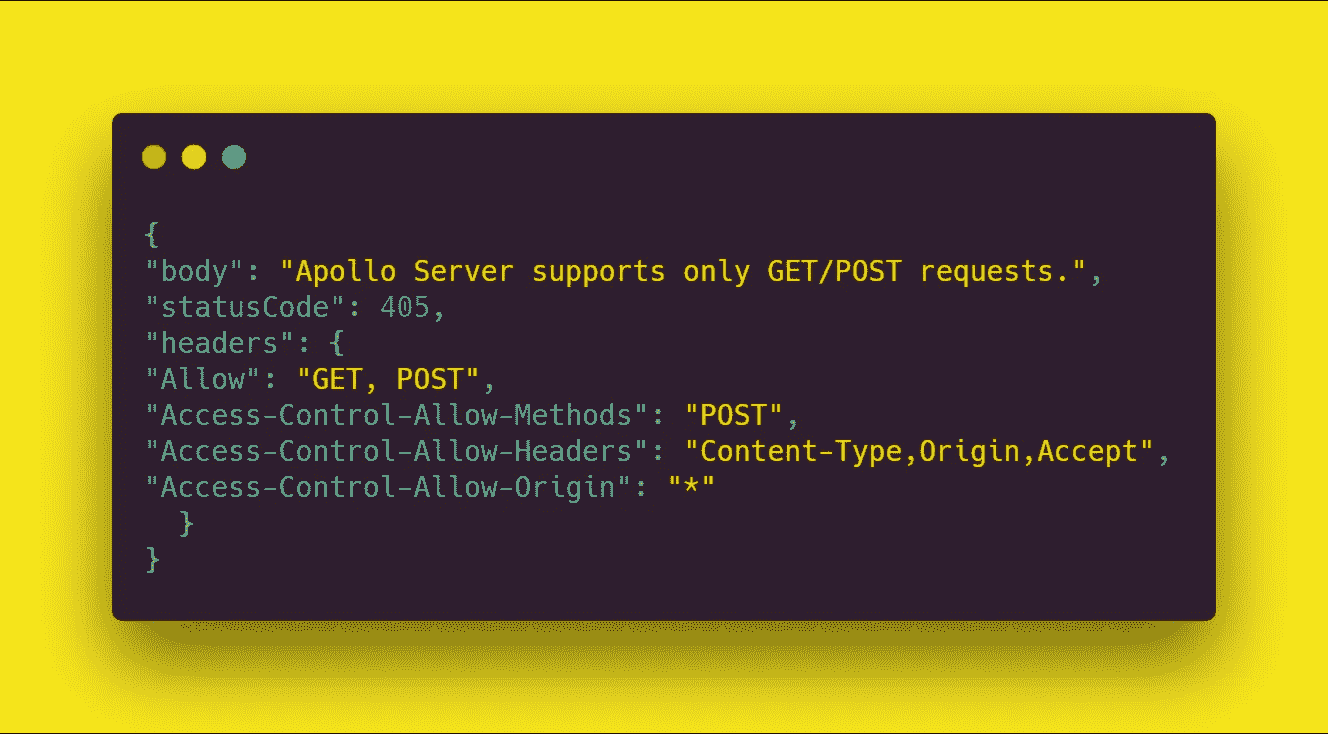 {
"body": "Apollo Server supports only GET/POST requests.",
"statusCode": 405,
"headers": {
"Allow": "GET, POST",
"Access-Control-Allow-Methods": "POST",
"Access-Control-Allow-Headers": "Content-Type,Origin,Accept",
"Access-Control-Allow-Origin": "*"
  }
}